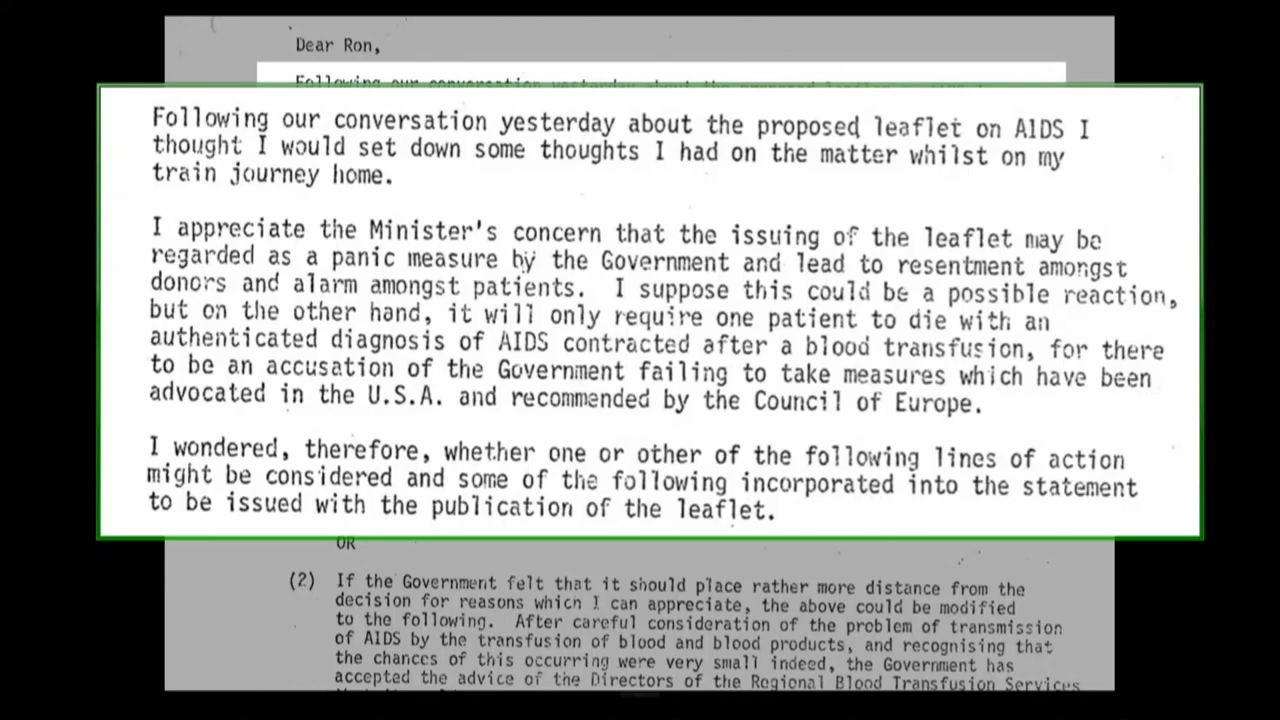 Dear Ron,
Following our conversation yesterday about the proposed leaflet on AIDS I
thought I would set down some thoughts I had on the matter whilst on my
train journey home.
I appreciate the Minister's concern that the issuing of the leaflet may be
regarded as a panic measure by the Government and lead to resentment amongst
donors and alarm amongst patients. I suppose this could be a possible reaction,
but on the other hand, it will only require one patient to die with an
authenticated diagnosis of AIDS contracted after a blood transfusion, for there
to be an accusation of the Government failing to take measures which have been
advocated in the U.S.A. and recommended by the Council of Europe.
I wondered, therefore, whether one or other of the following lines of action
might be considered and some of the following incorporated into the statement
to be issued with the publication of the leaflet.
OR
(2) If the Government felt that it should place rather more distance from the
decision for reasons which I can appreciate, the above could be modified
to the following. After careful consideration of the problem of transmission
of AIDS by the transfusion of blood and blood products, and recognising that
the chances of this occurring were very small indeed, the Government has
accepted the advice of the Directors of the Regional Blood Transfusion Services